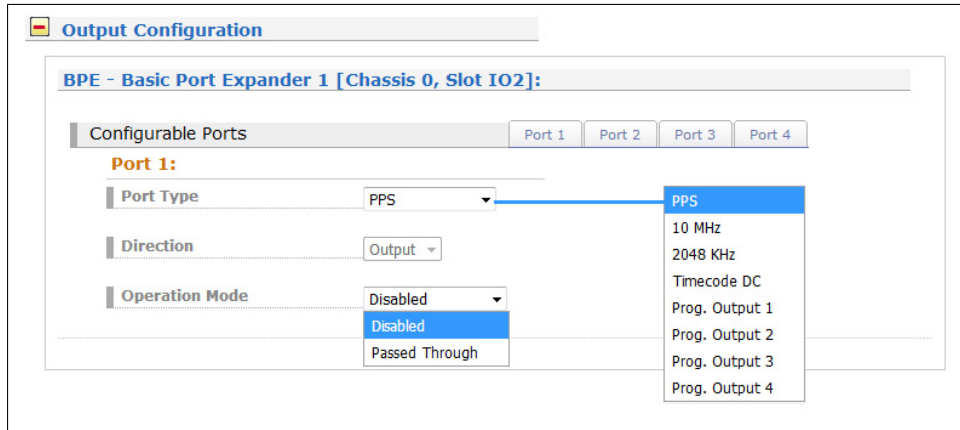 Output Configuration
BPE - Basic Port Expander 1 [Chassis 0, Slot IO2]:
Configurable Ports
Port 1
Port 2
Port 3
Port 4
Port 1:
Port Type
PPS
PPS
10 MHz
2048 KHz
Timecode DC
Prog. Output 1
Prog. Output 2
Prog. Output 3
Prog. Output 4
Direction
Output
Operation Mode
Disabled
Disabled
Passed Through